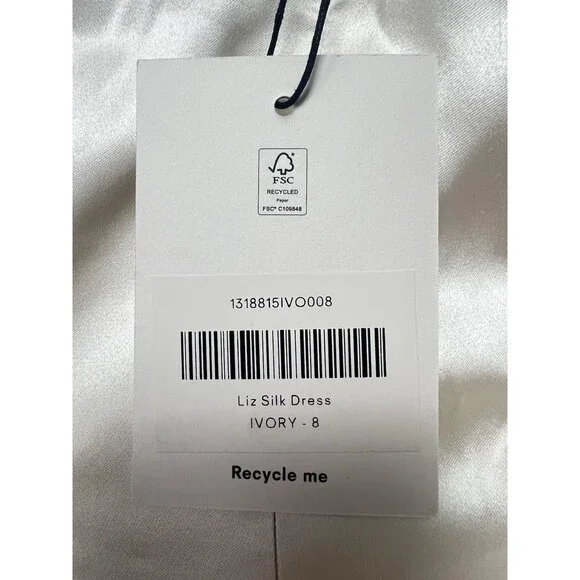 FSC
RECYCLED
Paper
FSC® C109848
1318815IVO008
Liz Silk Dress
IVORY - 8
Recycle me